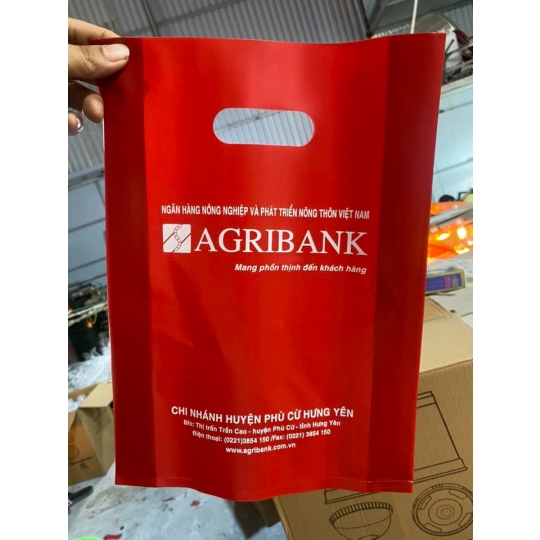 NGÂN HÀNG NÔNG NGHIỆP VÀ PHÁT TRIỂN NÔNG THÔN VIỆT NAM
AGRIBANK
Mang phồn thịnh đến khách hàng
CHI NHÁNH HUYỆN PHÙ CỪ HƯNG YÊN
Đ/c: Thị trấn Trần Cao - huyện Phù Cừ - tỉnh Hưng Yên
Điện thoại: (0221)3854 150 /Fax: (0221) 3854 150
www.agribank.com.vn